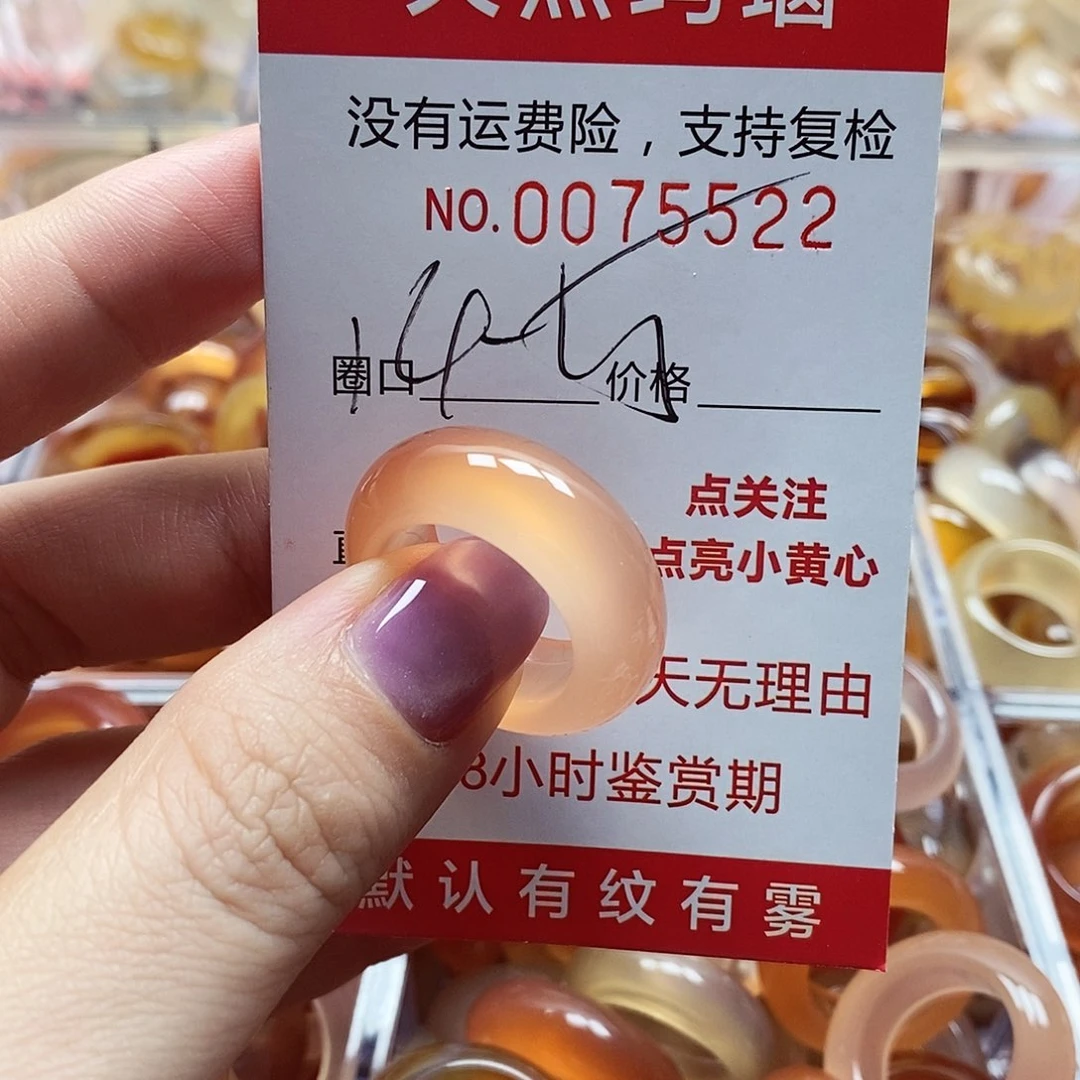 没有运费险，支持复检
NO.0075522
圈口 价格
点关注
点亮小黄心
天无理由
8小时鉴赏期
默认有纹有雾